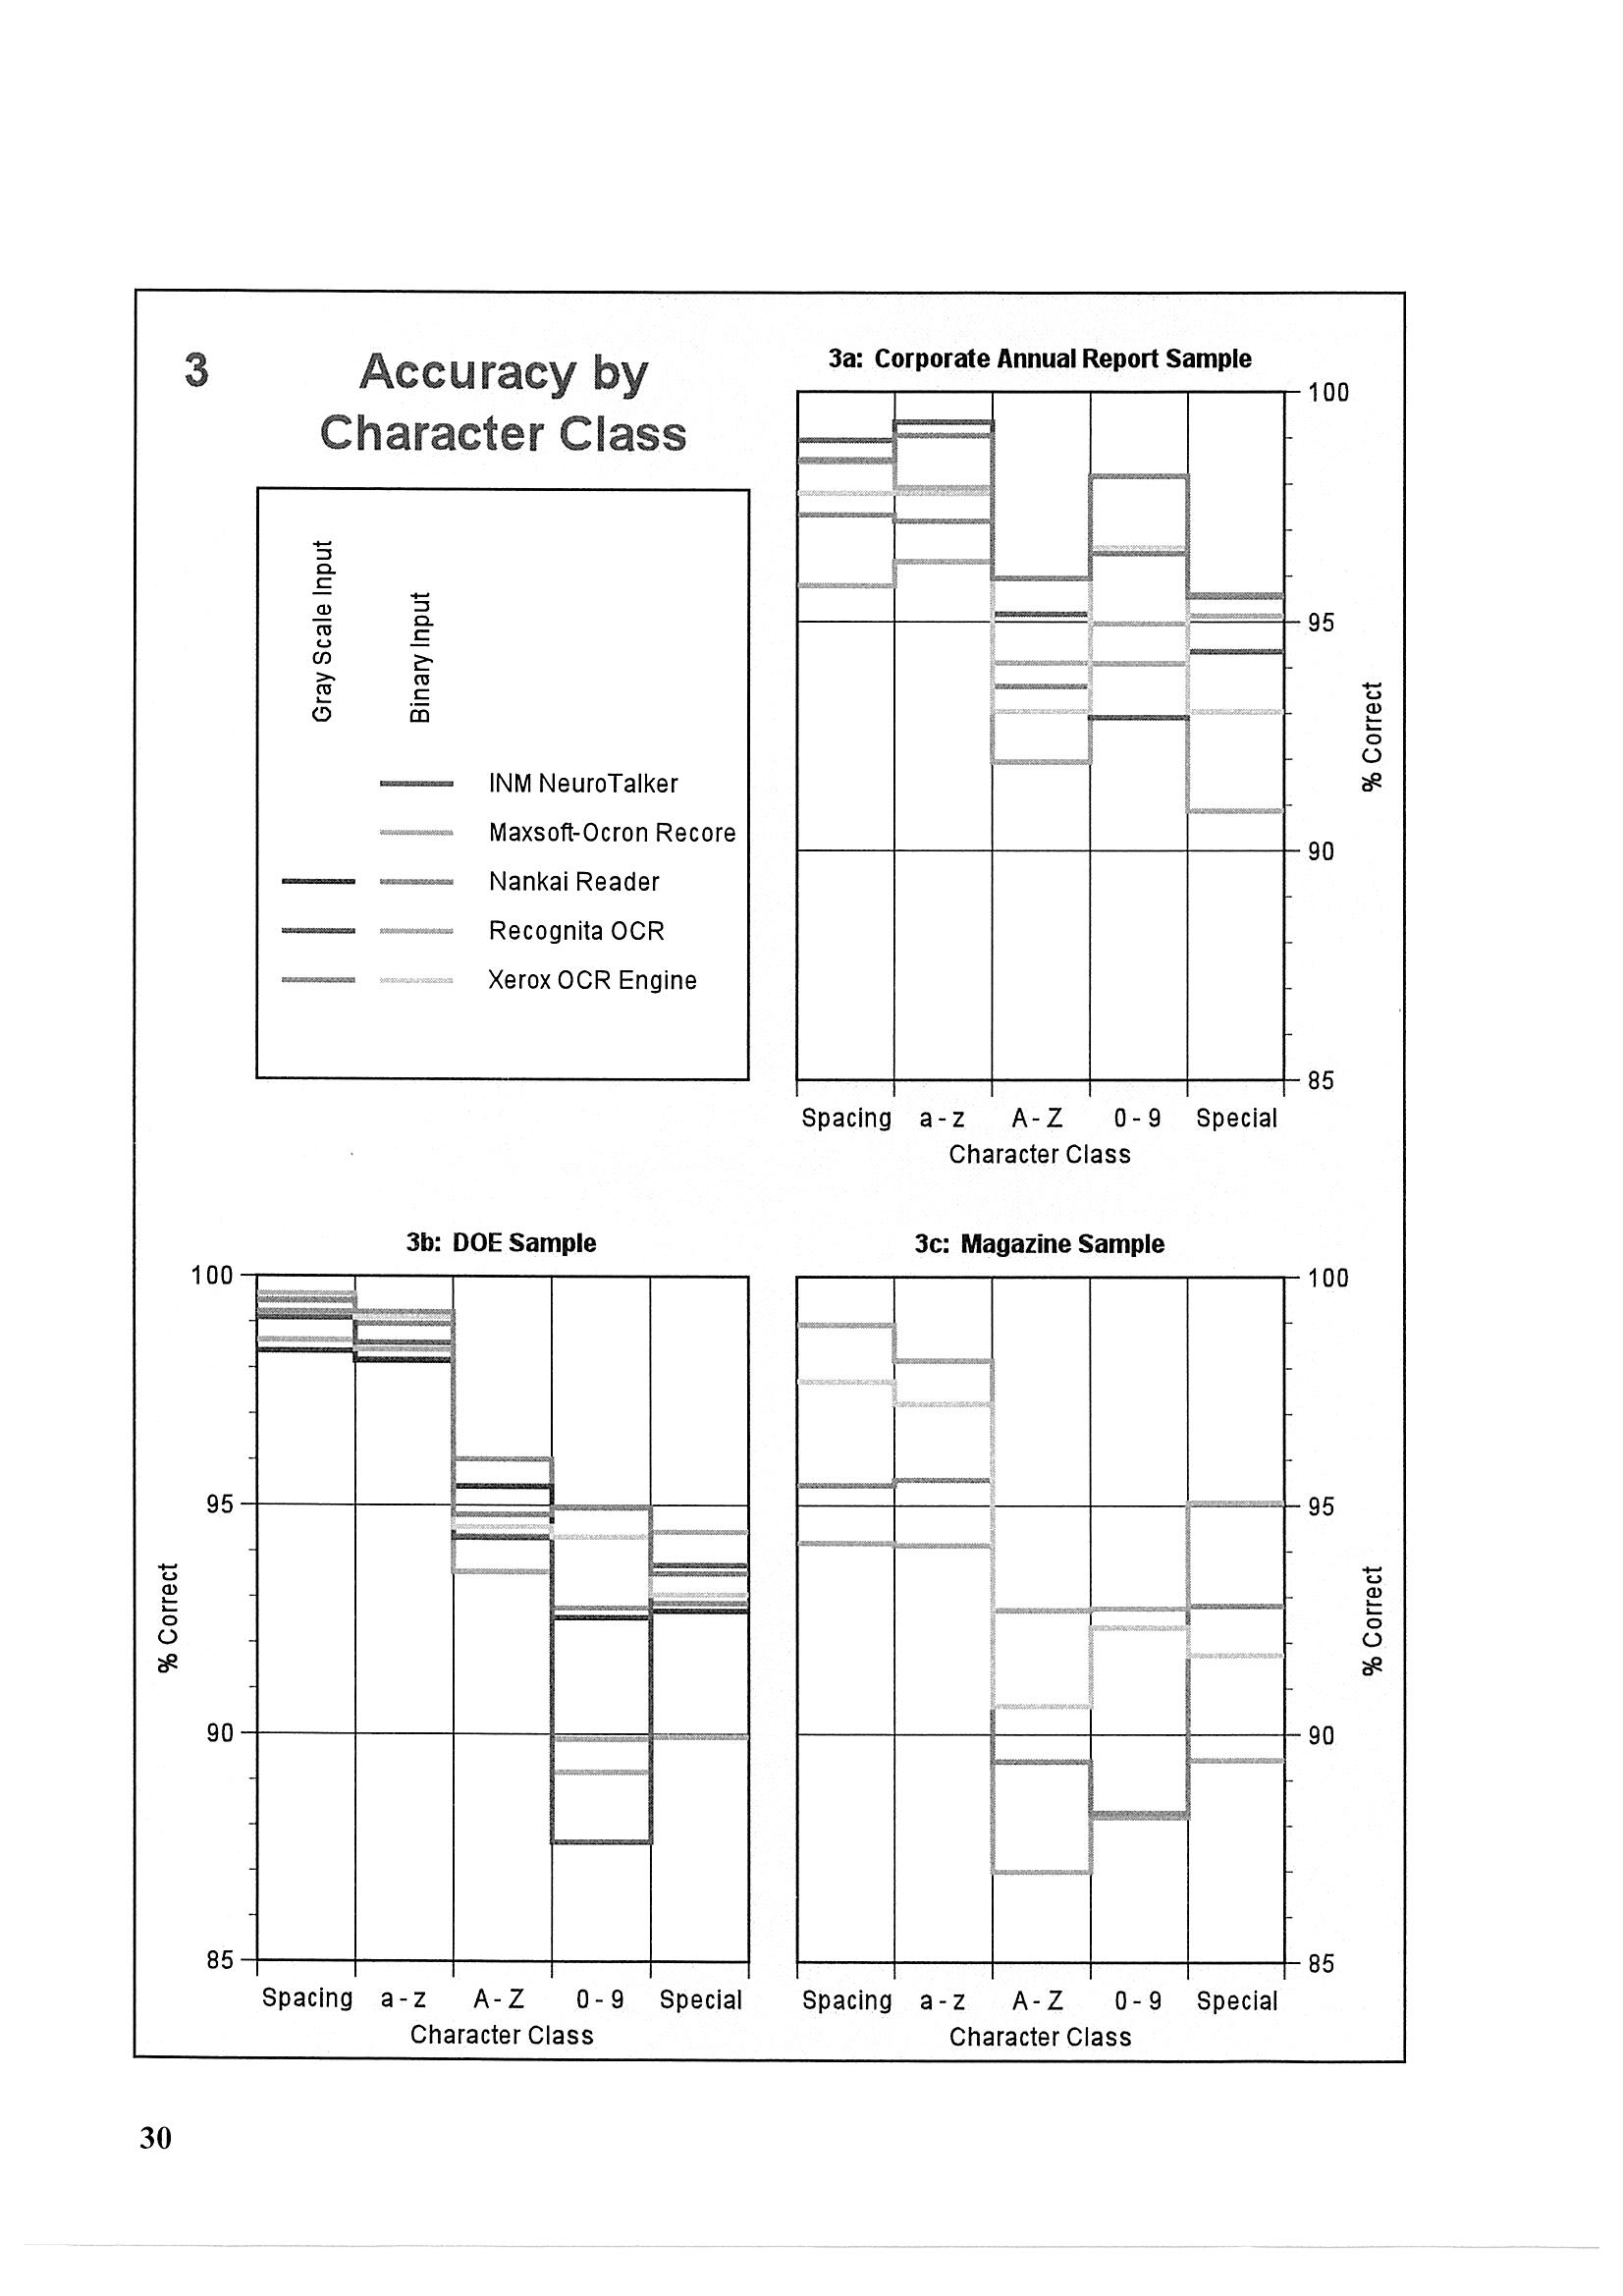 3
Accuracy by
Character Class
Gray Scale Input
Binary Input
INM NeuroTalker
Maxsoft-Ocron Recore
Nankai Reader
Recognita OCR
Xerox OCR Engine
3a: Corporate Annual Report Sample
100
95
90
85
% Correct
Spacing a - z A - Z 0 - 9 Special
Character Class
3b: DOE Sample
100
95
90
85
% Correct
Spacing a - z A - Z 0 - 9 Special
Character Class
3c: Magazine Sample
100
95
90
85
% Correct
Spacing a - z A - Z 0 - 9 Special
Character Class
30